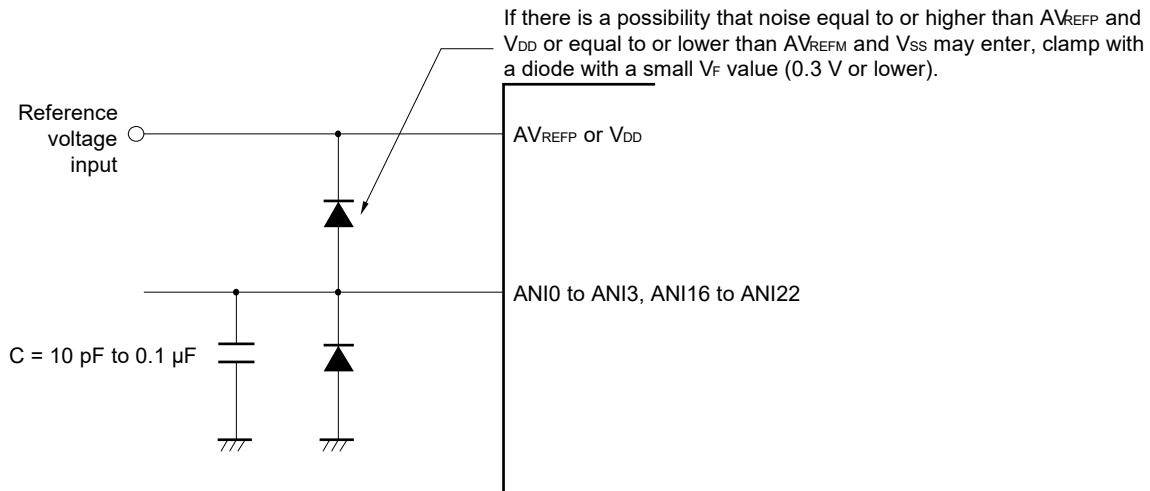 If there is a possibility that noise equal to or higher than AVREFP and
VDD or equal to or lower than AVREFM and VSS may enter, clamp with
a diode with a small VF value (0.3 V or lower).
Reference
voltage
input
AVREFP or VDD
ANI0 to ANI3, ANI16 to ANI22
C = 10 pF to 0.1 µF